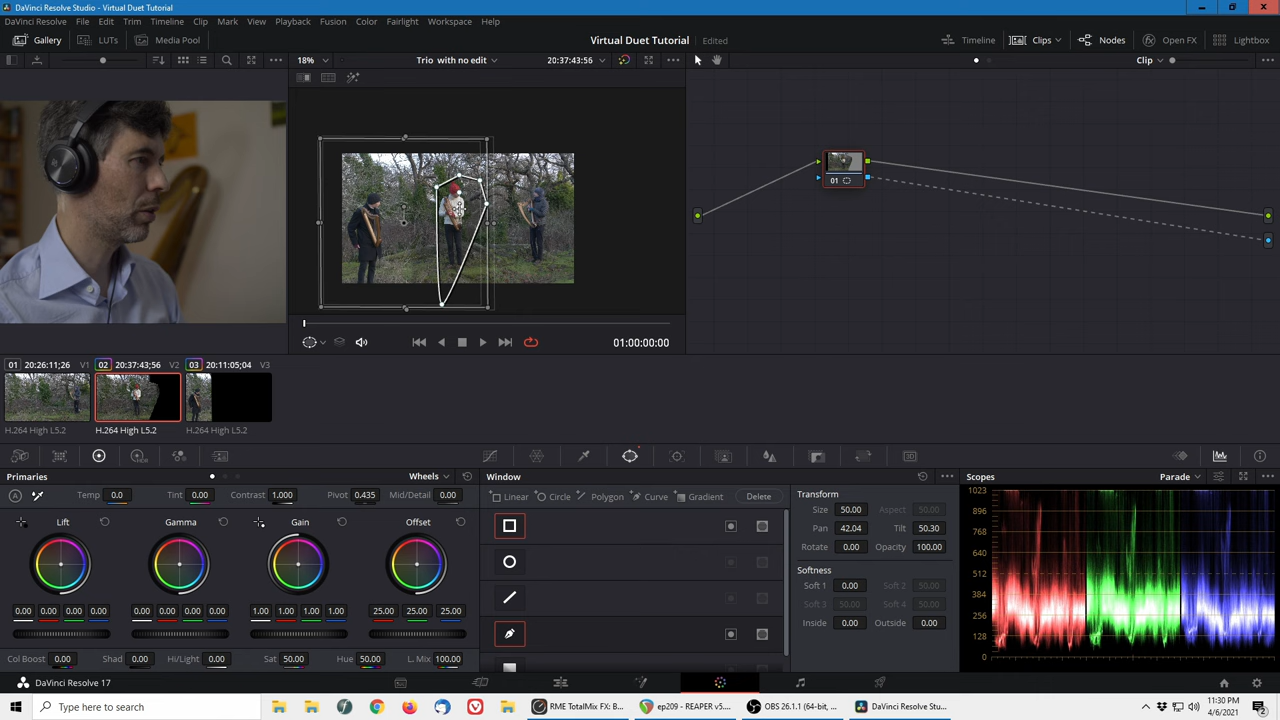 DaVinci Resolve Studio - Virtual Duet Tutorial
DaVinci Resolve File Edit Trim Timeline Clip Mark View Playback Fusion Color Fairlight Workspace Help
Gallery LUTs Media Pool Virtual Duet Tutorial Edited Timeline Clips Nodes Open FX Lightbox
18% Trio with no edit 20:37:43:56 Clip
01
01:00:00:00
01 20:26:11;26 V1 02 20:37:43;56 V2 03 20:11:05;04 V3
H.264 High L5.2 H.264 High L5.2 H.264 High L5.2
Primaries Wheels Window Scopes Parade
A Temp 0.0 Tint 0.00 Contrast 1.000 Pivot 0.435 Mid/Detail 0.00
Linear Circle Polygon Curve Gradient Delete
Lift Gamma Gain Offset
0.00 0.00 0.00 0.00 0.00 0.00 0.00 0.00 1.00 1.00 1.00 1.00 25.00 25.00 25.00
Col Boost 0.00 Shad 0.00 Hi/Light 0.00 Sat 50.00 Hue 50.00 L. Mix 100.00
Transform
Size 50.00 Aspect 50.00
Pan 42.04 Tilt 50.30
Rotate 0.00 Opacity 100.00
Softness
Soft 1 0.00 Soft 2 50.00
Soft 3 50.00 Soft 4 50.00
Inside 0.00 Outside 0.00
1023
896
768
640
512
384
256
128
0
DaVinci Resolve 17
Type here to search
RME TotalMix FX: B...
ep209 - REAPER v5....
OBS 26.1.1 (64-bit, ...
DaVinci Resolve Stu...
11:30 PM
4/6/2021
2